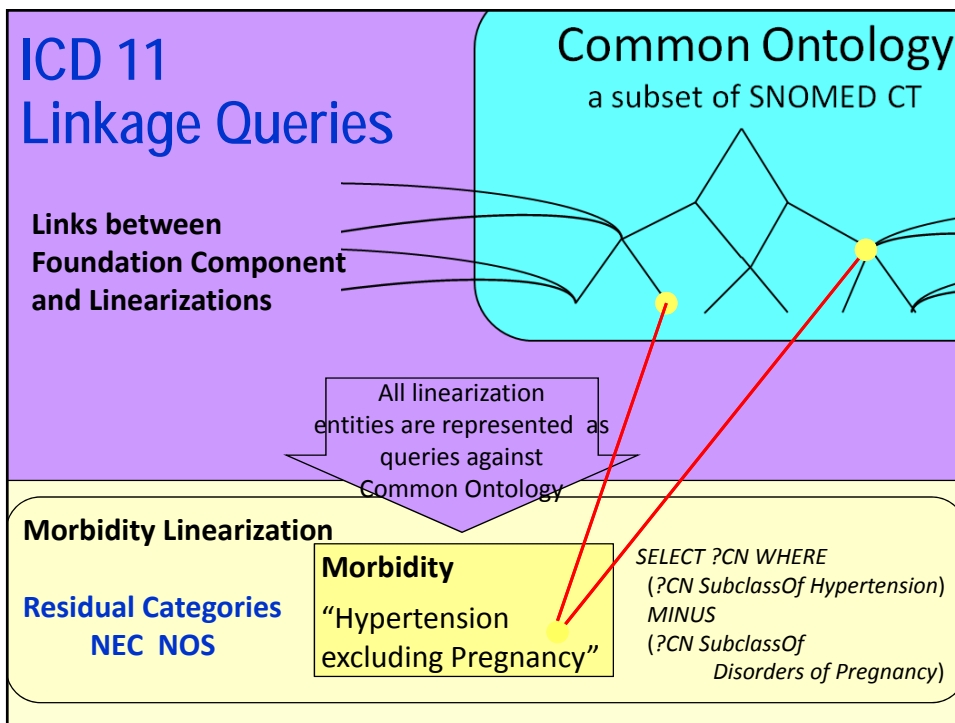 ICD 11
Linkage Queries
Common Ontology
a subset of SNOMED CT
Links between
Foundation Component
and Linearizations
All linearization
entities are represented as
queries against
Common Ontology
Morbidity Linearization
Residual Categories
NEC NOS
Morbidity
“Hypertension
excluding Pregnancy”
SELECT ?CN WHERE
(?CN SubclassOf Hypertension)
MINUS
(?CN SubclassOf
Disorders of Pregnancy)